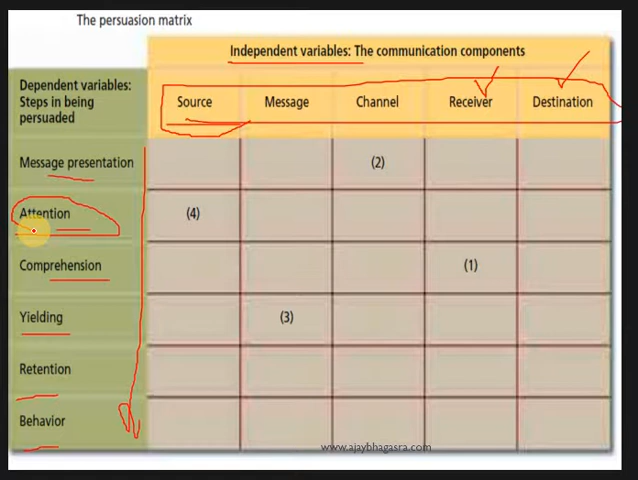 The persuasion matrix
Independent variables: The communication components
Dependent variables:
Steps in being
persuaded
Source Message Channel Receiver Destination
Message presentation (2)
Attention (4)
Comprehension (1)
Yielding (3)
Retention
Behavior
www.ajaybhagasra.com